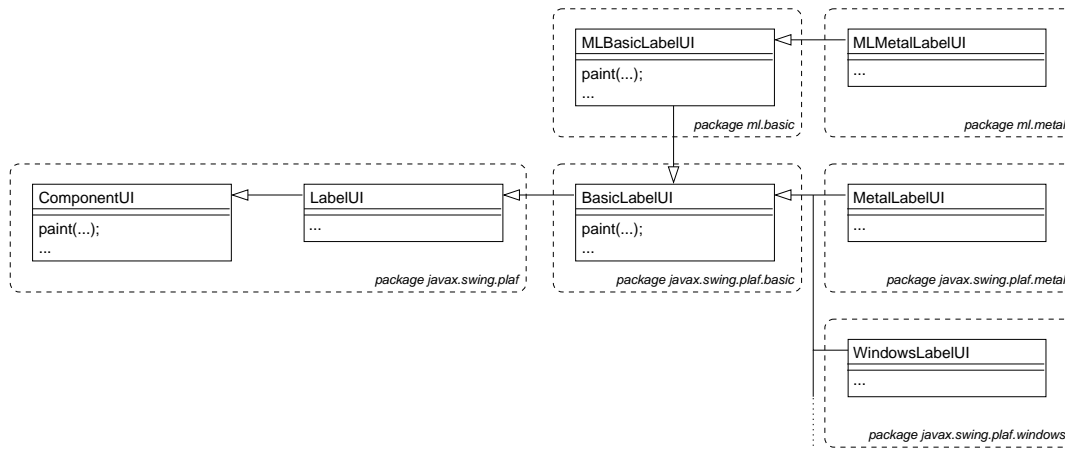 MLBasicLabelUI
paint(...);
...
package ml.basic
MLMetalLabelUI
...
package ml.metal
ComponentUI
paint(...);
...
LabelUI
...
package javax.swing.plaf
BasicLabelUI
paint(...);
...
package javax.swing.plaf.basic
MetalLabelUI
...
package javax.swing.plaf.metal
WindowsLabelUI
...
package javax.swing.plaf.windows